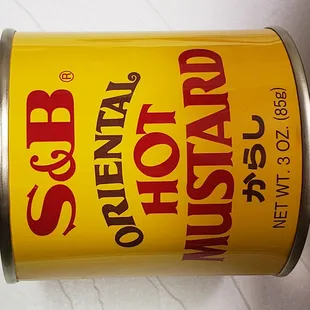 S&B®
ORIENTAL
HOT
MUSTARD
からし
NET WT. 3 OZ. (85g)